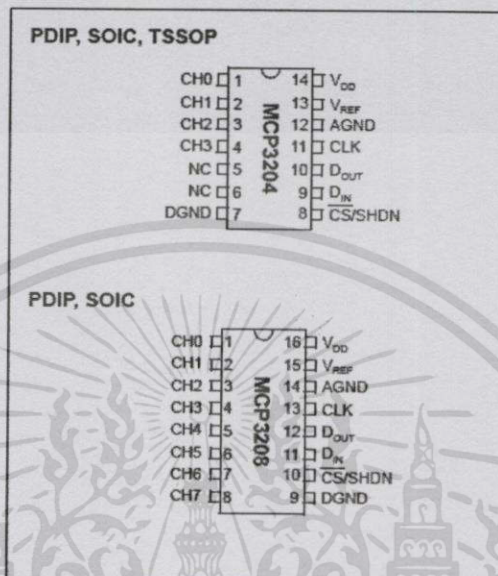 PDIP, SOIC, TSSOP
CH0 1 14 VDD
CH1 2 13 VREF
CH2 3 12 AGND
CH3 4 11 CLK
NC 5 10 DOUT
NC 6 9 DIN
DGND 7 8 CS/SHDN
MCP3204
PDIP, SOIC
CH0 1 16 VDD
CH1 2 15 VREF
CH2 3 14 AGND
CH3 4 13 CLK
CH4 5 12 DOUT
CH5 6 11 DIN
CH6 7 10 CS/SHDN
CH7 8 9 DGND
MCP3208